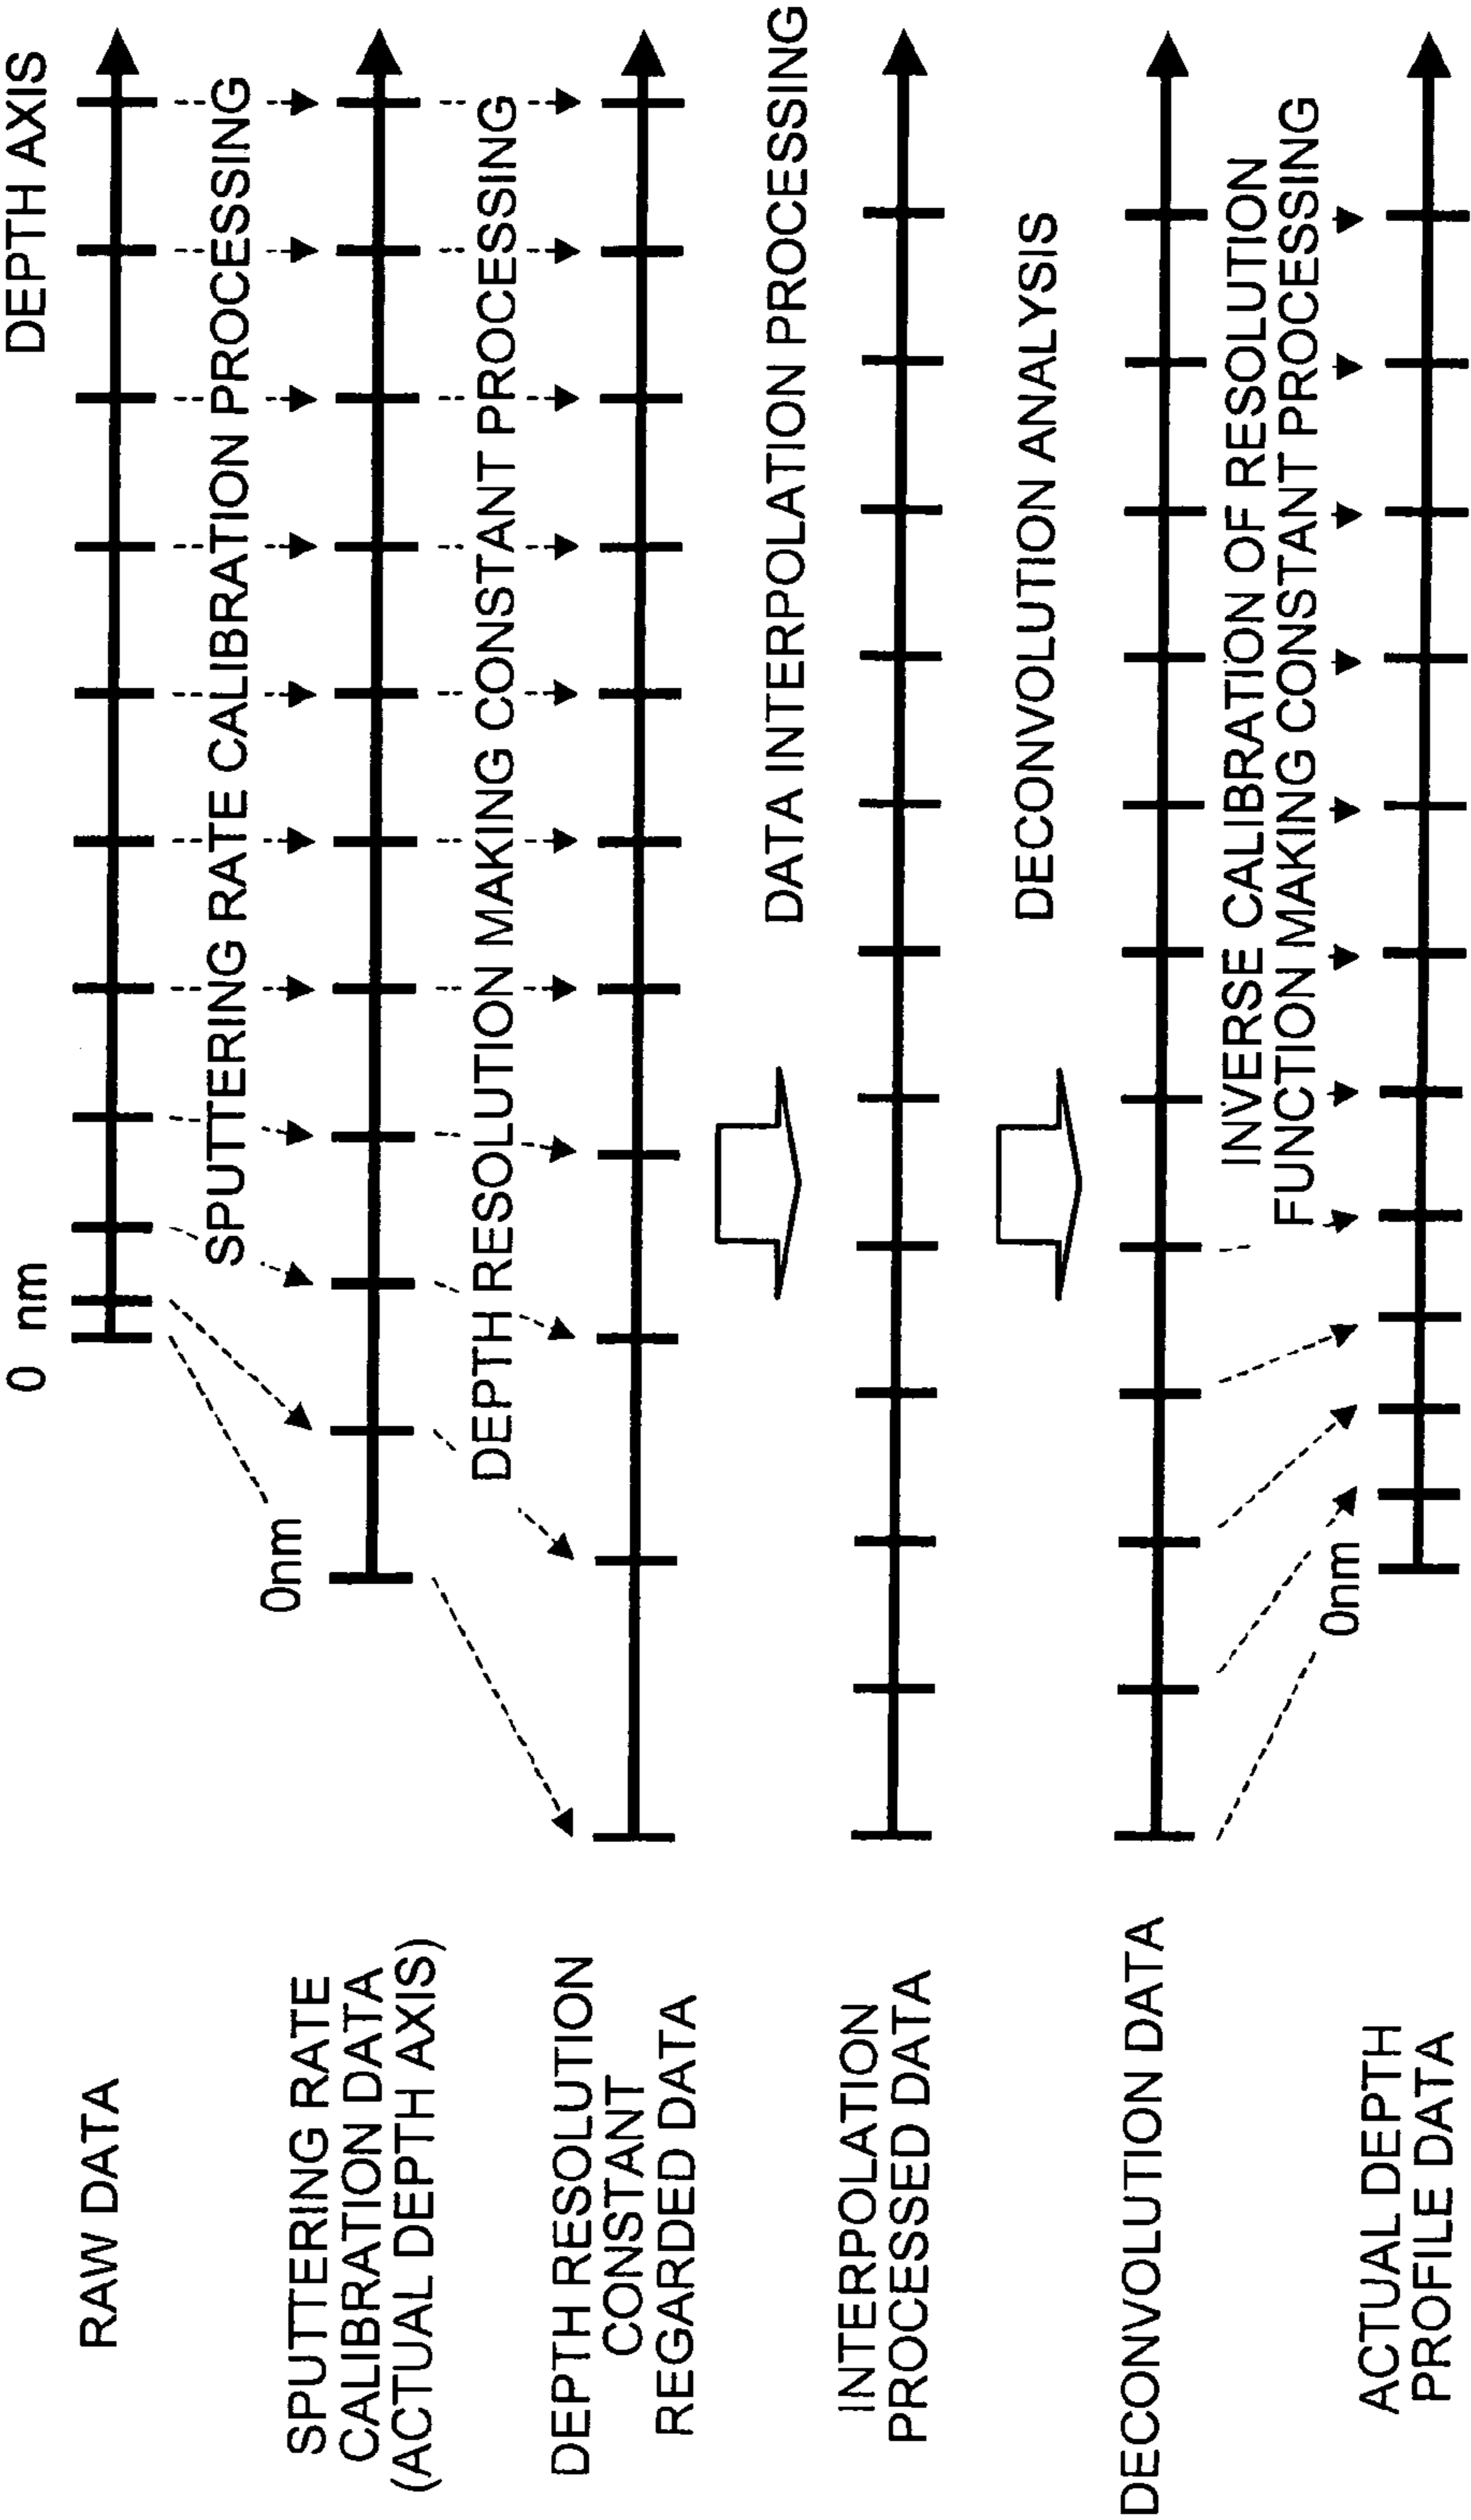 DEPTH AXIS
0 nm
RAW DATA
SPUTTERING RATE CALIBRATION PROCESSING
0nm
SPUTTERING RATE
CALIBRATION DATA
(ACTUAL DEPTH AXIS)
DEPTH RESOLUTION MAKING CONSTANT PROCESSING
DEPTH RESOLUTION
CONSTANT
REGARDED DATA
DATA INTERPOLATION PROCESSING
INTERPOLATION
PROCESSED DATA
DECONVOLUTION ANALYSIS
DECONVOLUTION DATA
INVERSE CALIBRATION OF RESOLUTION
FUNCTION MAKING CONSTANT PROCESSING
0nm
ACTUAL DEPTH
PROFILE DATA